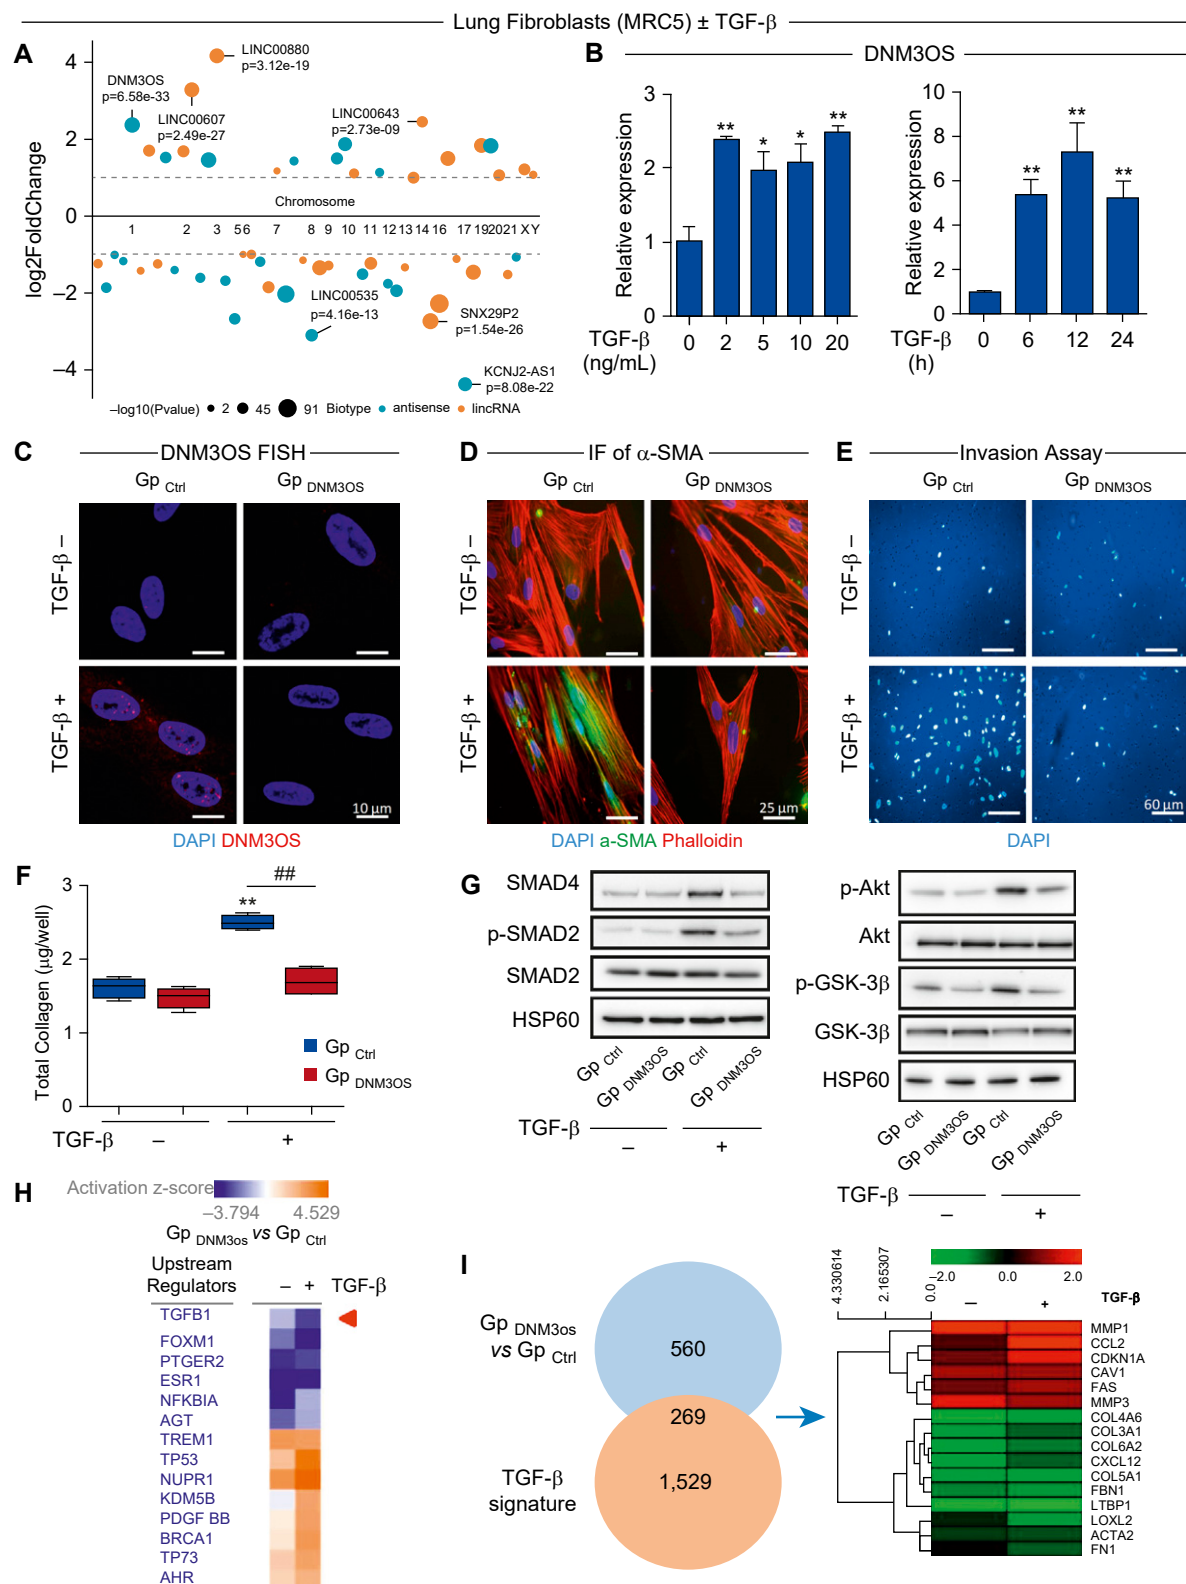 Lung Fibroblasts (MRC5) ± TGF-β
A
log2FoldChange
4
2
0
−2
−4
LINC00880
p=3.12e-19
DNM3OS
p=6.58e-33
LINC00607
p=2.49e-27
LINC00643
p=2.73e-09
Chromosome
1 2 3 56 7 8 9 10 11 12 13 14 16 17 19 20 21 X Y
LINC00535
p=4.16e-13
SNX29P2
p=1.54e-26
KCNJ2-AS1
p=8.08e-22
–log10(Pvalue) 2 45 91 Biotype antisense lincRNA
B
DNM3OS
Relative expression
3
2
1
0
** * * **
TGF-β
(ng/mL)
0 2 5 10 20
Relative expression
10
8
6
4
2
0
** ** **
TGF-β
(h)
0 6 12 24
C
DNM3OS FISH
Gp Ctrl Gp DNM3OS
TGF-β –
TGF-β +
10 µm
DAPI DNM3OS
D
IF of α-SMA
Gp Ctrl Gp DNM3OS
TGF-β –
TGF-β +
25 µm
DAPI a-SMA Phalloidin
E
Invasion Assay
Gp Ctrl Gp DNM3OS
TGF-β –
TGF-β +
60 µm
DAPI
F
Total Collagen (µg/well)
3
2
1
0
##
**
Gp Ctrl
Gp DNM3OS
TGF-β – +
G
SMAD4
p-SMAD2
SMAD2
HSP60
Gp Ctrl
Gp DNM3OS
Gp Ctrl
Gp DNM3OS
TGF-β
– +
p-Akt
Akt
p-GSK-3β
GSK-3β
HSP60
Gp Ctrl
Gp DNM3OS
Gp Ctrl
Gp DNM3OS
TGF-β
– +
H
Activation z-score
–3.794 4.529
Gp DNM3os vs Gp Ctrl
Upstream
Regulators
– + TGF-β
TGFB1
FOXM1
PTGER2
ESR1
NFKBIA
AGT
TREM1
TP53
NUPR1
KDM5B
PDGF BB
BRCA1
TP73
AHR
I
Gp DNM3os
vs Gp Ctrl
560
269
1,529
TGF-β
signature
4.330614
2.165307
0.0
–2.0 0.0 2.0
– + TGF-β
MMP1
CCL2
CDKN1A
CAV1
FAS
MMP3
COL4A6
COL3A1
COL6A2
CXCL12
COL5A1
FBN1
LTBP1
LOXL2
ACTA2
FN1